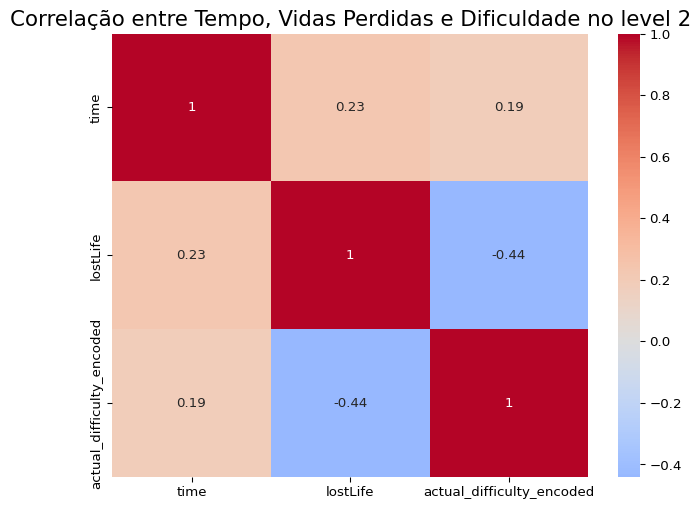 Correlação entre Tempo, Vidas Perdidas e Dificuldade no level 2
time
1
0.23
0.19
lostLife
0.23
1
-0.44
actual_difficulty_encoded
0.19
-0.44
1
time
lostLife
actual_difficulty_encoded
1.0
0.8
0.6
0.4
0.2
0.0
−0.2
−0.4